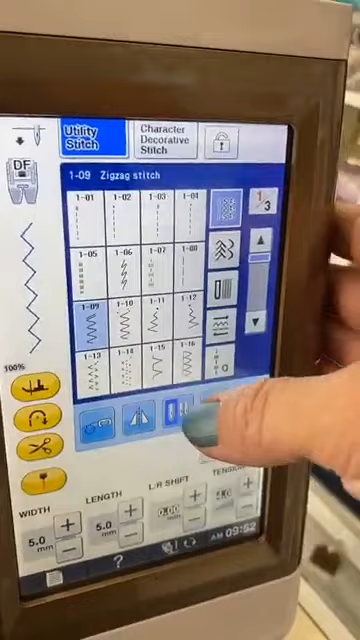 Utility
Stitch
Character
Decorative
Stitch
DF
1-09 Zigzag stitch
1-01 1-02 1-03 1-04
1/3
1-05 1-06 1-07 1-08
1-09 1-10 1-11 1-12
1-13 1-14 1-15 1-16
100%
WIDTH LENGTH L/R SHIFT TENSION
5.0 mm + − 5.0 mm + − 0.00 mm + − 4.0 + −
? AM 09:52